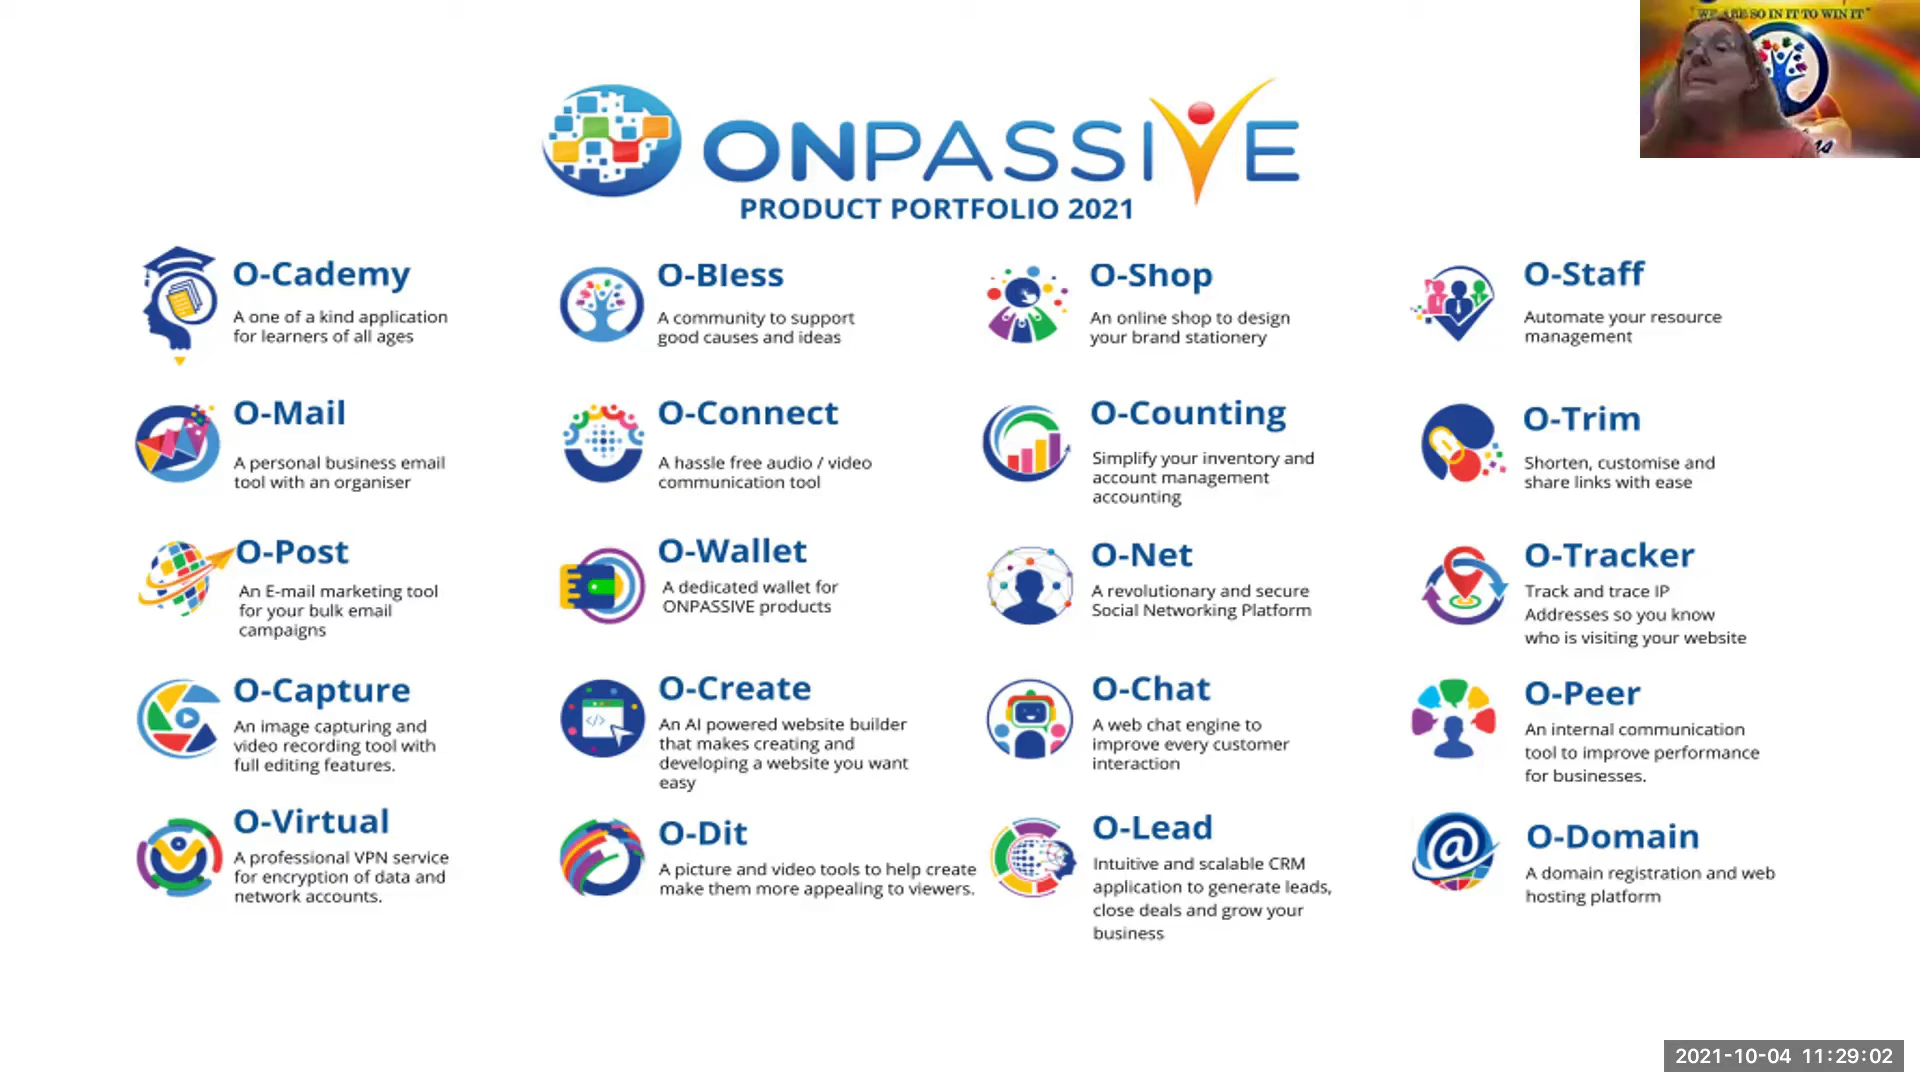 "WE ARE SO IN IT TO WIN IT"
ONPASSIVE
PRODUCT PORTFOLIO 2021
O-Cademy
A one of a kind application
for learners of all ages
O-Bless
A community to support
good causes and ideas
O-Shop
An online shop to design
your brand stationery
O-Staff
Automate your resource
management
O-Mail
A personal business email
tool with an organiser
O-Connect
A hassle free audio / video
communication tool
O-Counting
Simplify your inventory and
account management
accounting
O-Trim
Shorten, customise and
share links with ease
O-Post
An E-mail marketing tool
for your bulk email
campaigns
O-Wallet
A dedicated wallet for
ONPASSIVE products
O-Net
A revolutionary and secure
Social Networking Platform
O-Tracker
Track and trace IP
Addresses so you know
who is visiting your website
O-Capture
An image capturing and
video recording tool with
full editing features.
O-Create
An AI powered website builder
that makes creating and
developing a website you want
easy
O-Chat
A web chat engine to
improve every customer
interaction
O-Peer
An internal communication
tool to improve performance
for businesses.
O-Virtual
A professional VPN service
for encryption of data and
network accounts.
O-Dit
A picture and video tools to help create
make them more appealing to viewers.
O-Lead
Intuitive and scalable CRM
application to generate leads,
close deals and grow your
business
O-Domain
A domain registration and web
hosting platform
2021-10-04 11:29:02